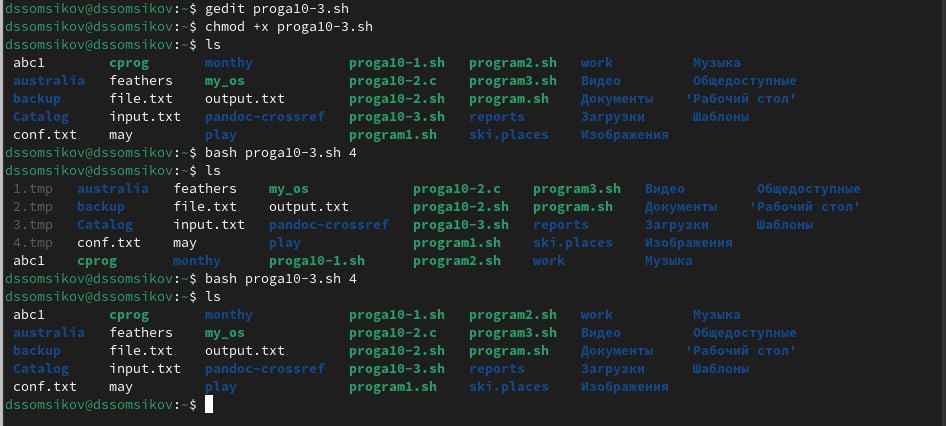 dssomsikov@dssomsikov:~$ gedit proga10-3.sh
dssomsikov@dssomsikov:~$ chmod +x proga10-3.sh
dssomsikov@dssomsikov:~$ ls
abc1 cprog monthy proga10-1.sh program2.sh work Музыка
australia feathers my_os proga10-2.c program3.sh Видео Общедоступные
backup file.txt output.txt proga10-2.sh program.sh Документы 'Рабочий стол'
Catalog input.txt pandoc-crossref proga10-3.sh reports Загрузки Шаблоны
conf.txt may play program1.sh ski.places Изображения
dssomsikov@dssomsikov:~$ bash proga10-3.sh 4
dssomsikov@dssomsikov:~$ ls
1.tmp australia feathers my_os proga10-2.c program3.sh Видео Общедоступные
2.tmp backup file.txt output.txt proga10-2.sh program.sh Документы 'Рабочий стол'
3.tmp Catalog input.txt pandoc-crossref proga10-3.sh reports Загрузки Шаблоны
4.tmp conf.txt may play program1.sh ski.places Изображения
abc1 cprog monthy proga10-1.sh program2.sh work Музыка
dssomsikov@dssomsikov:~$ bash proga10-3.sh 4
dssomsikov@dssomsikov:~$ ls
abc1 cprog monthy proga10-1.sh program2.sh work Музыка
australia feathers my_os proga10-2.c program3.sh Видео Общедоступные
backup file.txt output.txt proga10-2.sh program.sh Документы 'Рабочий стол'
Catalog input.txt pandoc-crossref proga10-3.sh reports Загрузки Шаблоны
conf.txt may play program1.sh ski.places Изображения
dssomsikov@dssomsikov:~$